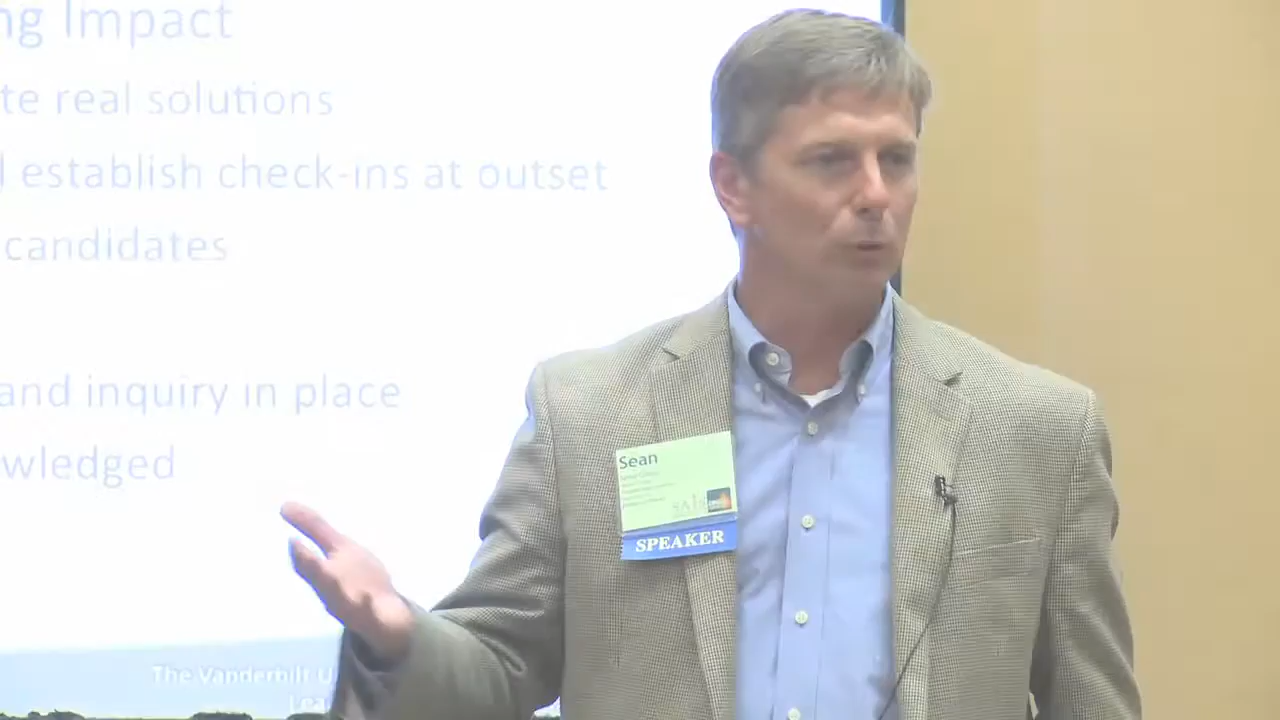 ng Impact
te real solutions
establish check-ins at outset
candidates
and inquiry in place
wledged
Sean
SPEAKER
The Vanderbilt U
Lea